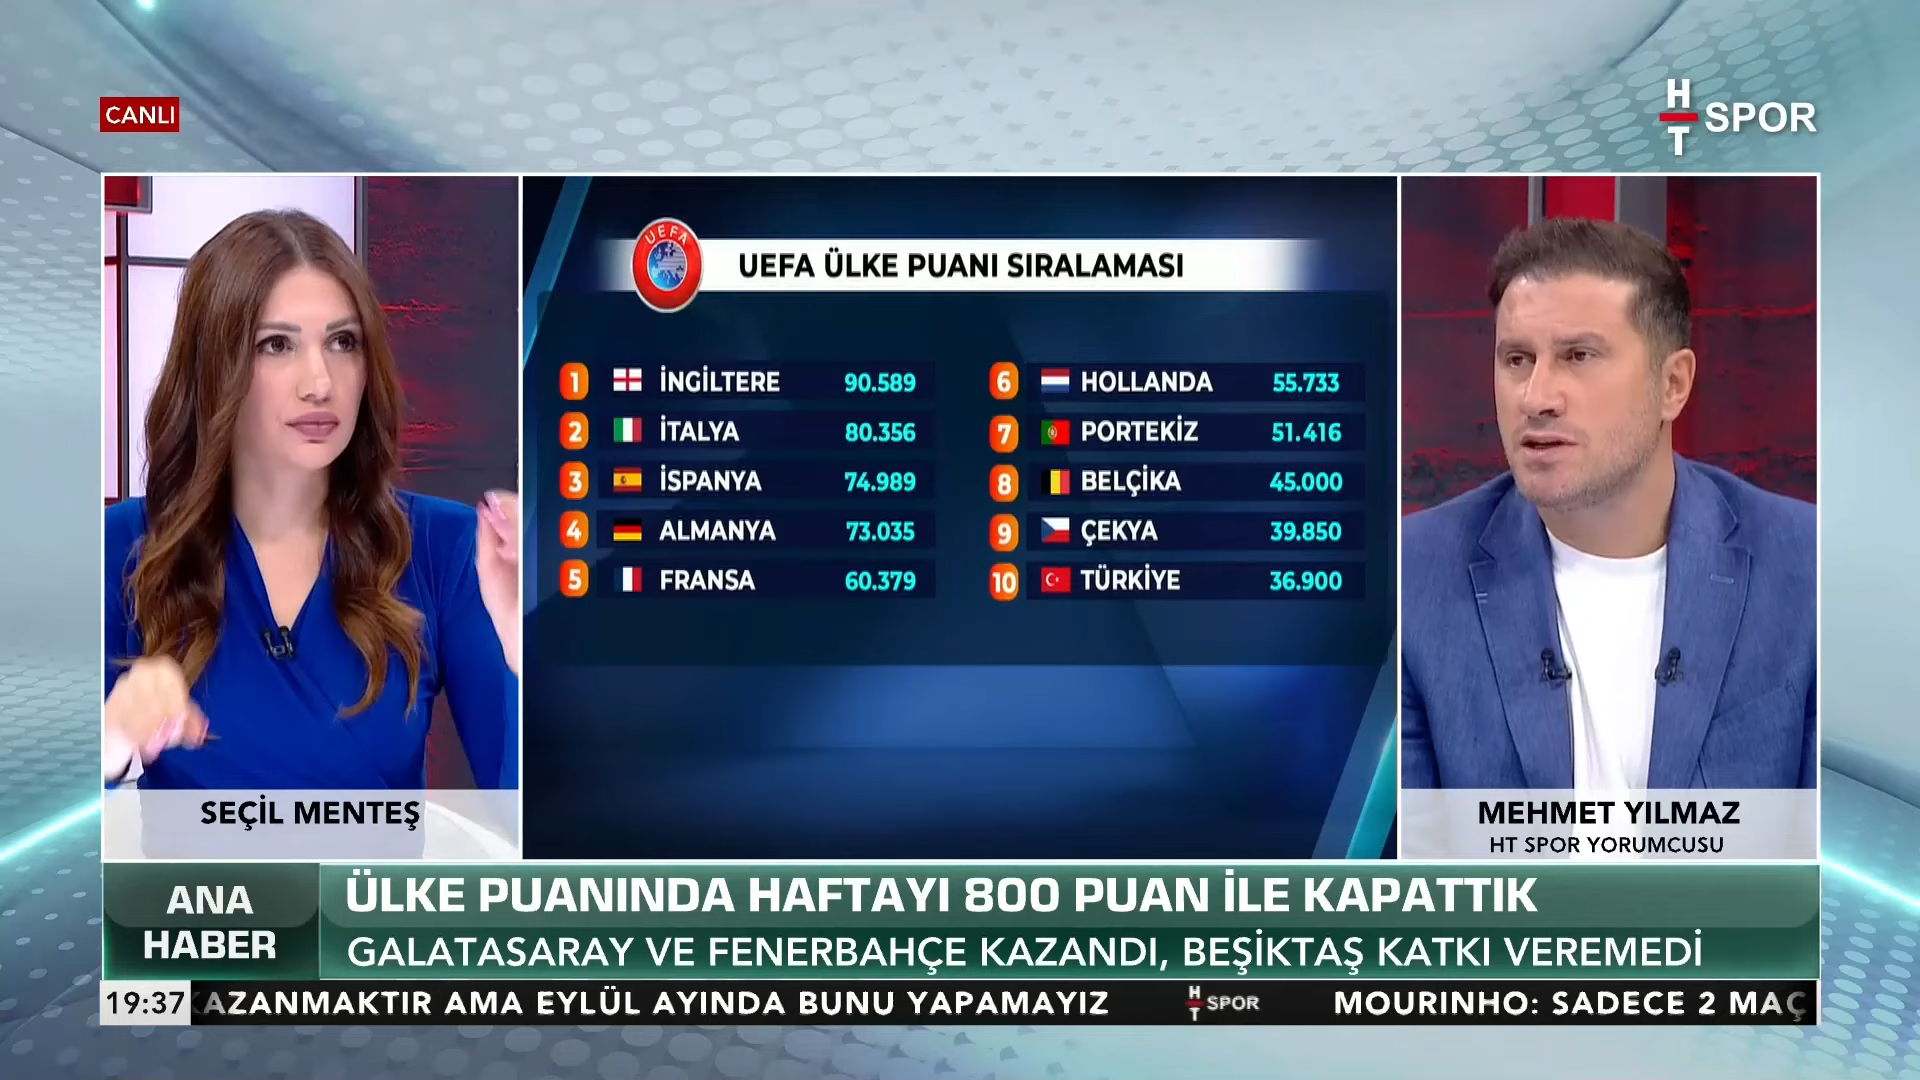 CANLI
HT SPOR
UEFA
UEFA ÜLKE PUANI SIRALAMASI
1 İNGİLTERE 90.589
2 İTALYA 80.356
3 İSPANYA 74.989
4 ALMANYA 73.035
5 FRANSA 60.379
6 HOLLANDA 55.733
7 PORTEKİZ 51.416
8 BELÇİKA 45.000
9 ÇEKYA 39.850
10 TÜRKİYE 36.900
SEÇİL MENTEŞ
MEHMET YILMAZ
HT SPOR YORUMCUSU
ANA HABER
ÜLKE PUANINDA HAFTAYI 800 PUAN İLE KAPATTIK
GALATASARAY VE FENERBAHÇE KAZANDI, BEŞİKTAŞ KATKI VEREMEDİ
19:37 KAZANMAKTIR AMA EYLÜL AYINDA BUNU YAPAMAYIZ HT SPOR MOURINHO: SADECE 2 MAÇ